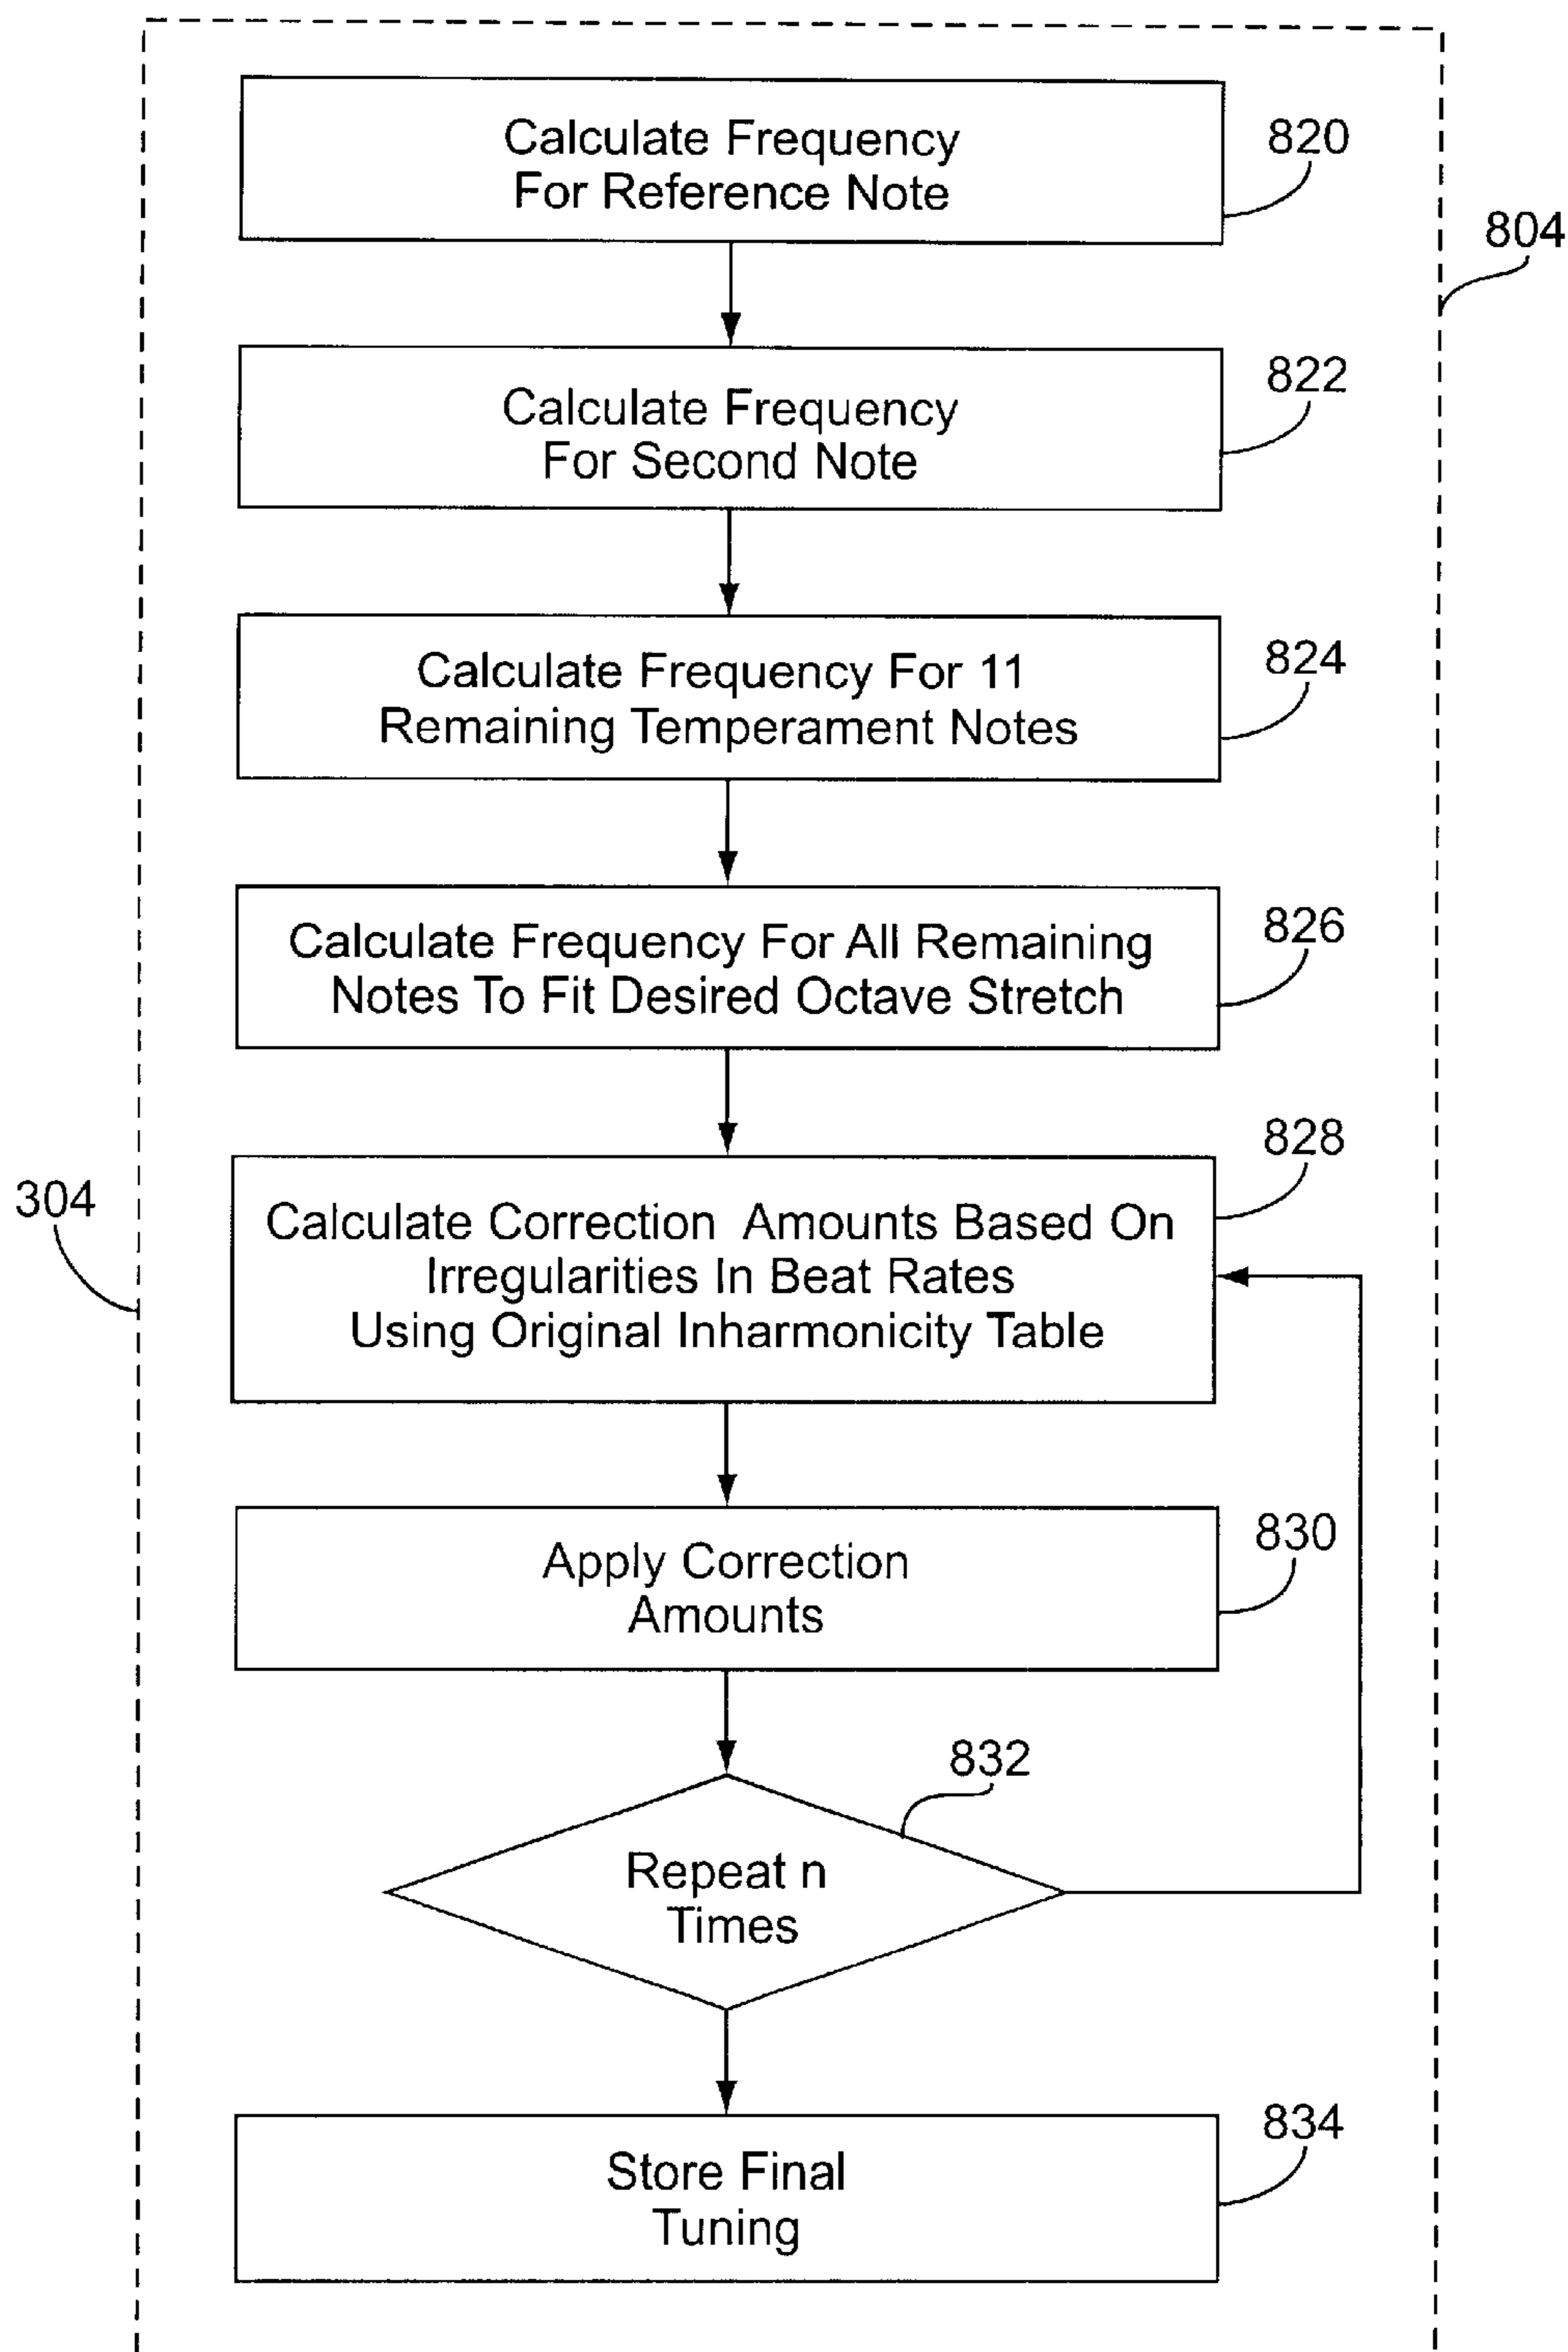 Calculate Frequency
For Reference Note
820
804
Calculate Frequency
For Second Note
822
Calculate Frequency For 11
Remaining Temperament Notes
824
Calculate Frequency For All Remaining
Notes To Fit Desired Octave Stretch
826
304
Calculate Correction Amounts Based On
Irregularities In Beat Rates
Using Original Inharmonicity Table
828
Apply Correction
Amounts
830
Repeat n
Times
832
Store Final
Tuning
834